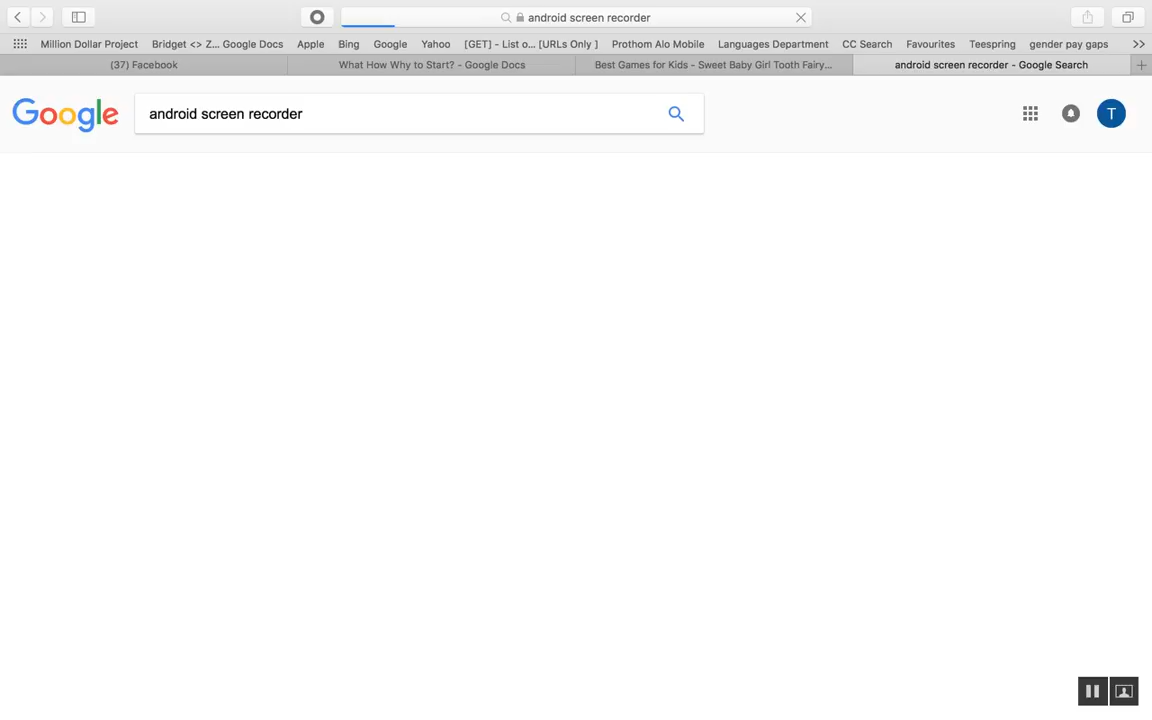 android screen recorder
Million Dollar Project Bridget <> Z... Google Docs Apple Bing Google Yahoo [GET] - List o... [URLs Only ] Prothom Alo Mobile Languages Department CC Search Favourites Teespring gender pay gaps >>
(37) Facebook What How Why to Start? - Google Docs Best Games for Kids - Sweet Baby Girl Tooth Fairy... android screen recorder - Google Search
Google android screen recorder T